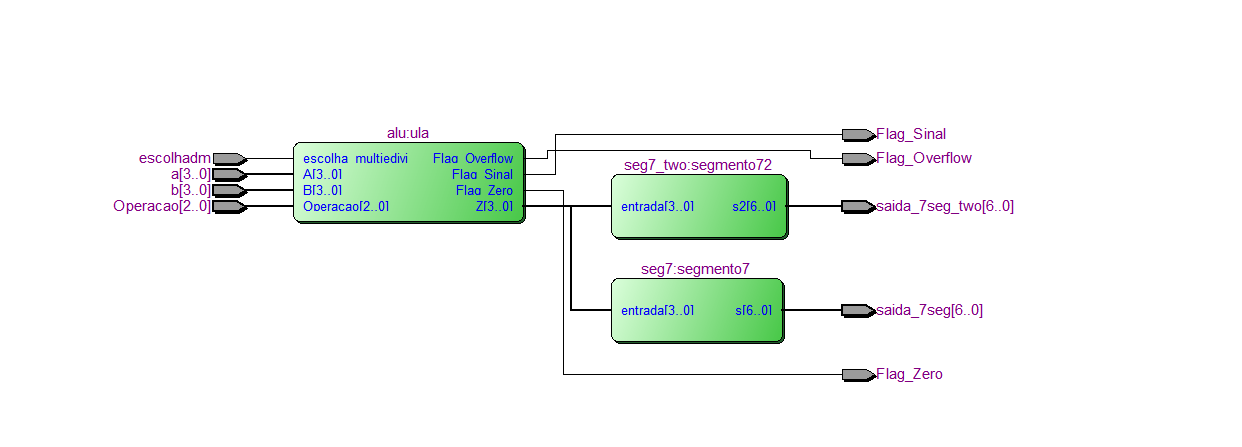 alu:ula
escolhadm
a[3..0]
b[3..0]
Operacao[2..0]
escolha_multiedivi
A[3..0]
B[3..0]
Operacao[2..0]
Flag_Overflow
Flag_Sinal
Flag_Zero
Z[3..0]
seg7_two:segmento72
entrada[3..0]
s2[6..0]
seg7:segmento7
entrada[3..0]
s[6..0]
Flag_Sinal
Flag_Overflow
saida_7seg_two[6..0]
saida_7seg[6..0]
Flag_Zero